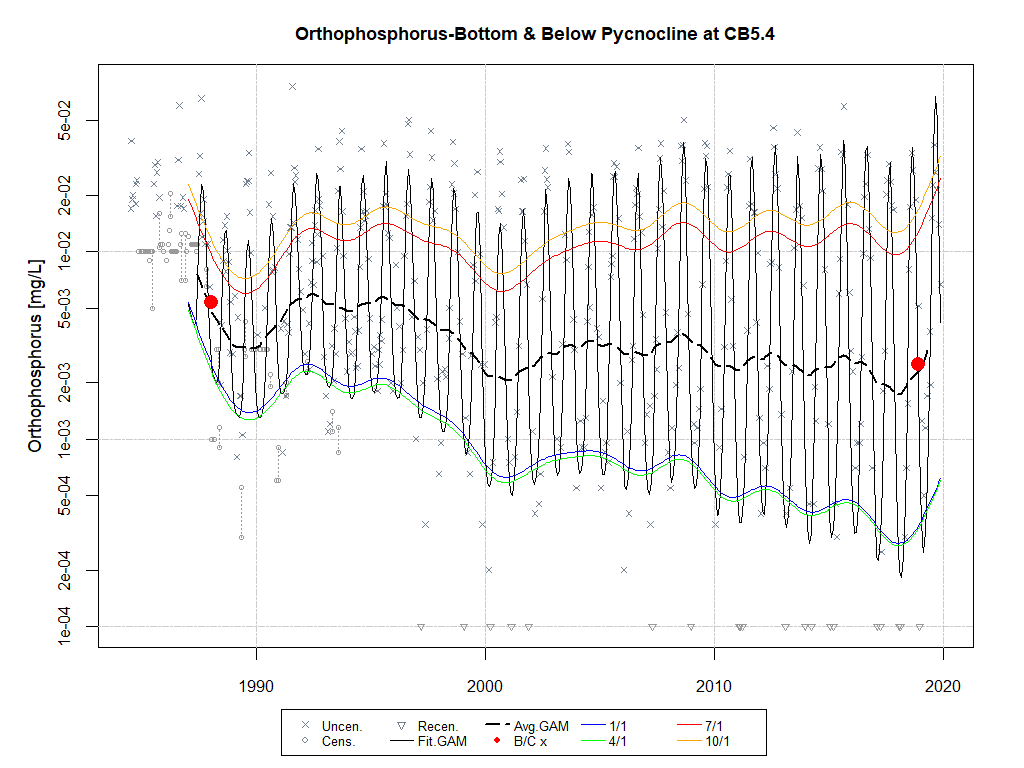 Orthophosphorus-Bottom & Below Pycnocline at CB5.4
Orthophosphorus [mg/L]
5e-02
2e-02
1e-02
5e-03
2e-03
1e-03
5e-04
2e-04
1e-04
1990 2000 2010 2020
Uncen. Recen. Avg.GAM 1/1 7/1
Cens. Fit.GAM B/C x 4/1 10/1